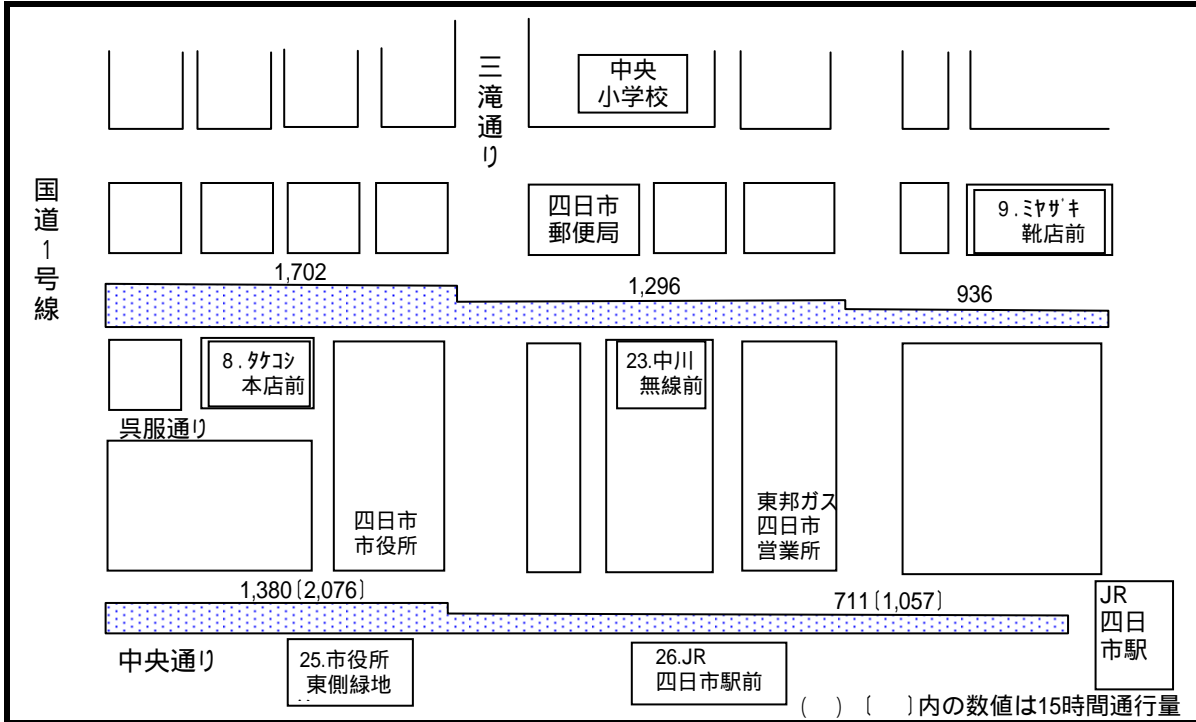 三滝通り
中央
小学校
国道1号線
四日市
郵便局
9.ﾐﾔｻﾞｷ
靴店前
1,702
1,296
936
8.ﾀｹｺｼ
本店前
23.中川
無線前
呉服通り
四日市
市役所
東邦ガス
四日市
営業所
1,380〔2,076〕
711〔1,057〕
JR
四日
市駅
中央通り
25.市役所
東側緑地
26.JR
四日市駅前
( ) 〔 〕内の数値は15時間通行量